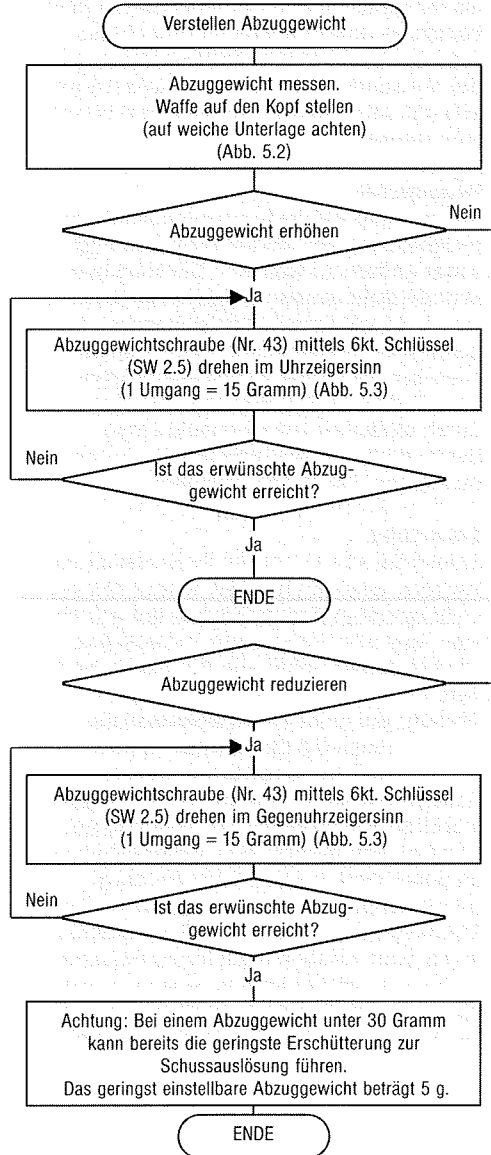 Verstellen Abzuggewicht
Abzuggewicht messen.
Waffe auf den Kopf stellen
(auf weiche Unterlage achten)
(Abb. 5.2)
Nein
Abzuggewicht erhöhen
Ja
Abzuggewichtschraube (Nr. 43) mittels 6kt. Schlüssel
(SW 2.5) drehen im Uhrzeigersinn
(1 Umgang = 15 Gramm) (Abb. 5.3)
Nein
Ist das erwünschte Abzug-
gewicht erreicht?
Ja
ENDE
Abzuggewicht reduzieren
Ja
Abzuggewichtschraube (Nr. 43) mittels 6kt. Schlüssel
(SW 2.5) drehen im Gegenuhrzeigersinn
(1 Umgang = 15 Gramm) (Abb. 5.3)
Nein
Ist das erwünschte Abzug-
gewicht erreicht?
Ja
Achtung: Bei einem Abzuggewicht unter 30 Gramm
kann bereits die geringste Erschütterung zur
Schussauslösung führen.
Das geringst einstellbare Abzuggewicht beträgt 5 g.
ENDE